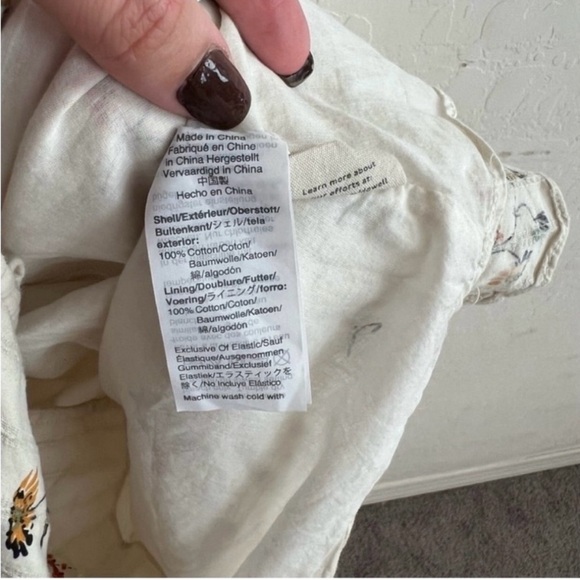 Made in China
Fabriqué en Chine
in China Hergestellt
Vervaardigd in China
中国製
Hecho en China
Shell/Extérieur/Oberstoff/
Buitenkant/シェル/tela
exterior:
100% Cotton/Coton/
Baumwolle/Katoen/
綿/algodón
Lining/Doublure/Futter/
Voering/ライニング/forro:
100% Cotton/Coton/
Baumwolle/Katoen/
綿/algodón
Exclusive Of Elastic/Sauf
Élastique/Ausgenommen
Gummiband/Exclusief
Elastiek/エラスティックを
除く/No Incluye Elástico
Machine wash cold with
Learn more about
our efforts at: